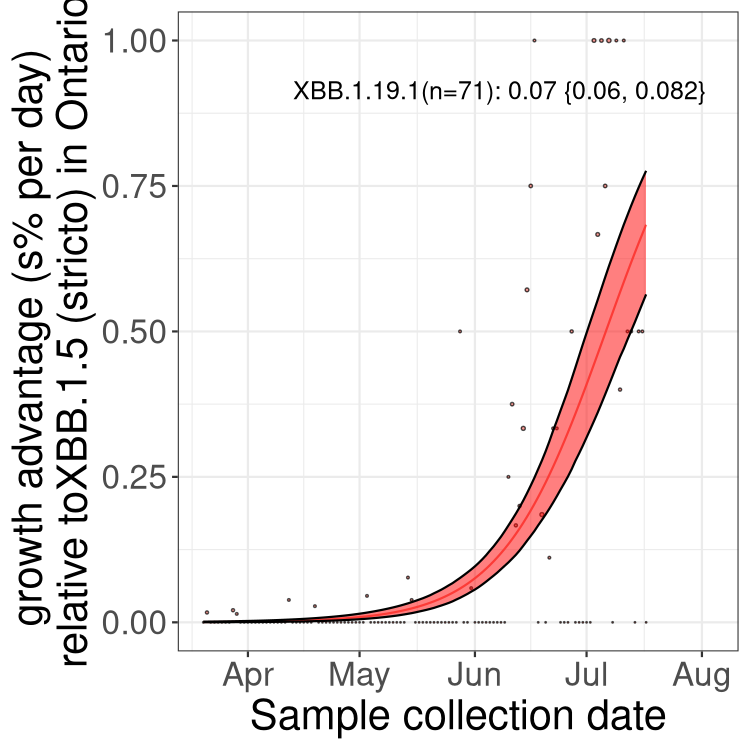 growth advantage (s% per day)
relative toXBB.1.5 (stricto) in Ontario
1.00
0.75
0.50
0.25
0.00
XBB.1.19.1(n=71): 0.07 {0.06, 0.082}
Apr May Jun Jul Aug
Sample collection date